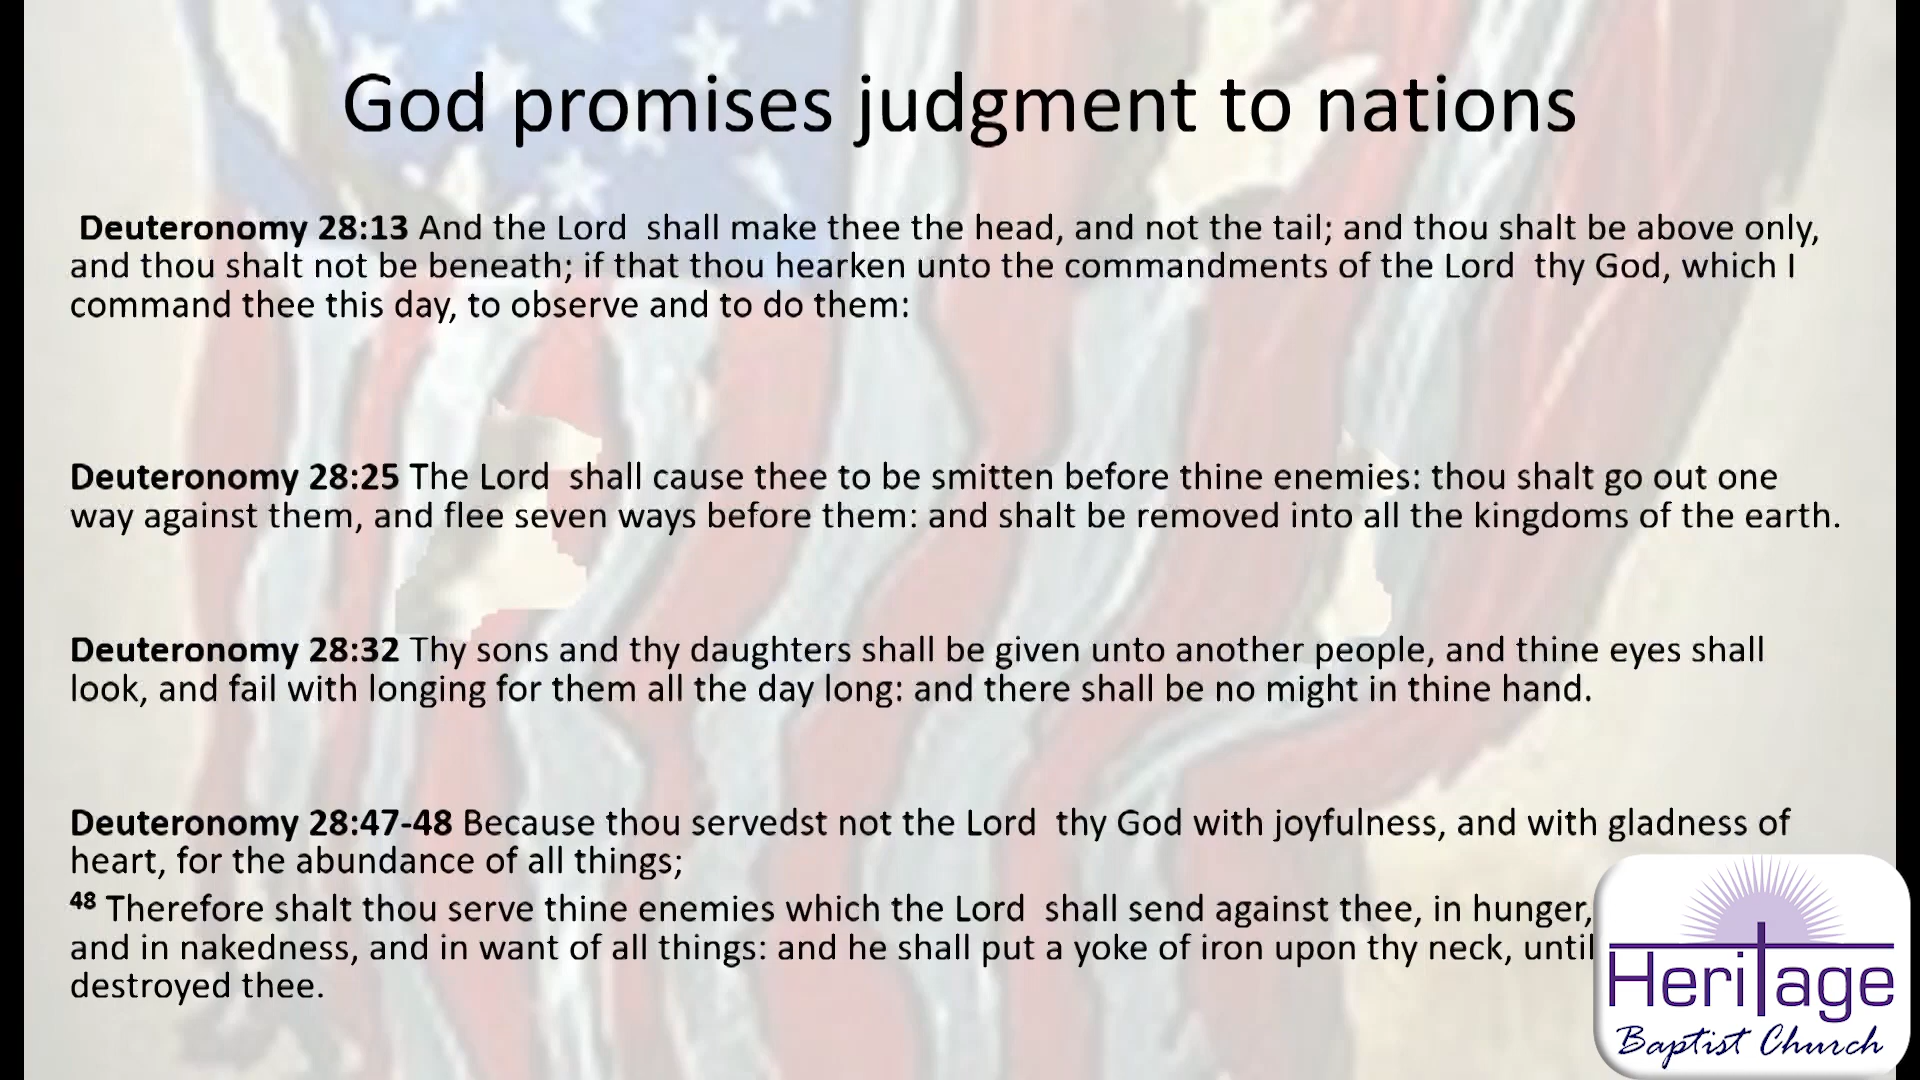 God promises judgment to nations
Deuteronomy 28:13 And the Lord  shall make thee the head, and not the tail; and thou shalt be above only,
and thou shalt not be beneath; if that thou hearken unto the commandments of the Lord  thy God, which I
command thee this day, to observe and to do them:
Deuteronomy 28:25 The Lord  shall cause thee to be smitten before thine enemies: thou shalt go out one
way against them, and flee seven ways before them: and shalt be removed into all the kingdoms of the earth.
Deuteronomy 28:32 Thy sons and thy daughters shall be given unto another people, and thine eyes shall
look, and fail with longing for them all the day long: and there shall be no might in thine hand.
Deuteronomy 28:47-48 Because thou servedst not the Lord  thy God with joyfulness, and with gladness of
heart, for the abundance of all things;
48 Therefore shalt thou serve thine enemies which the Lord  shall send against thee, in hunger,
and in nakedness, and in want of all things: and he shall put a yoke of iron upon thy neck, until
destroyed thee.
Heritage
Baptist Church